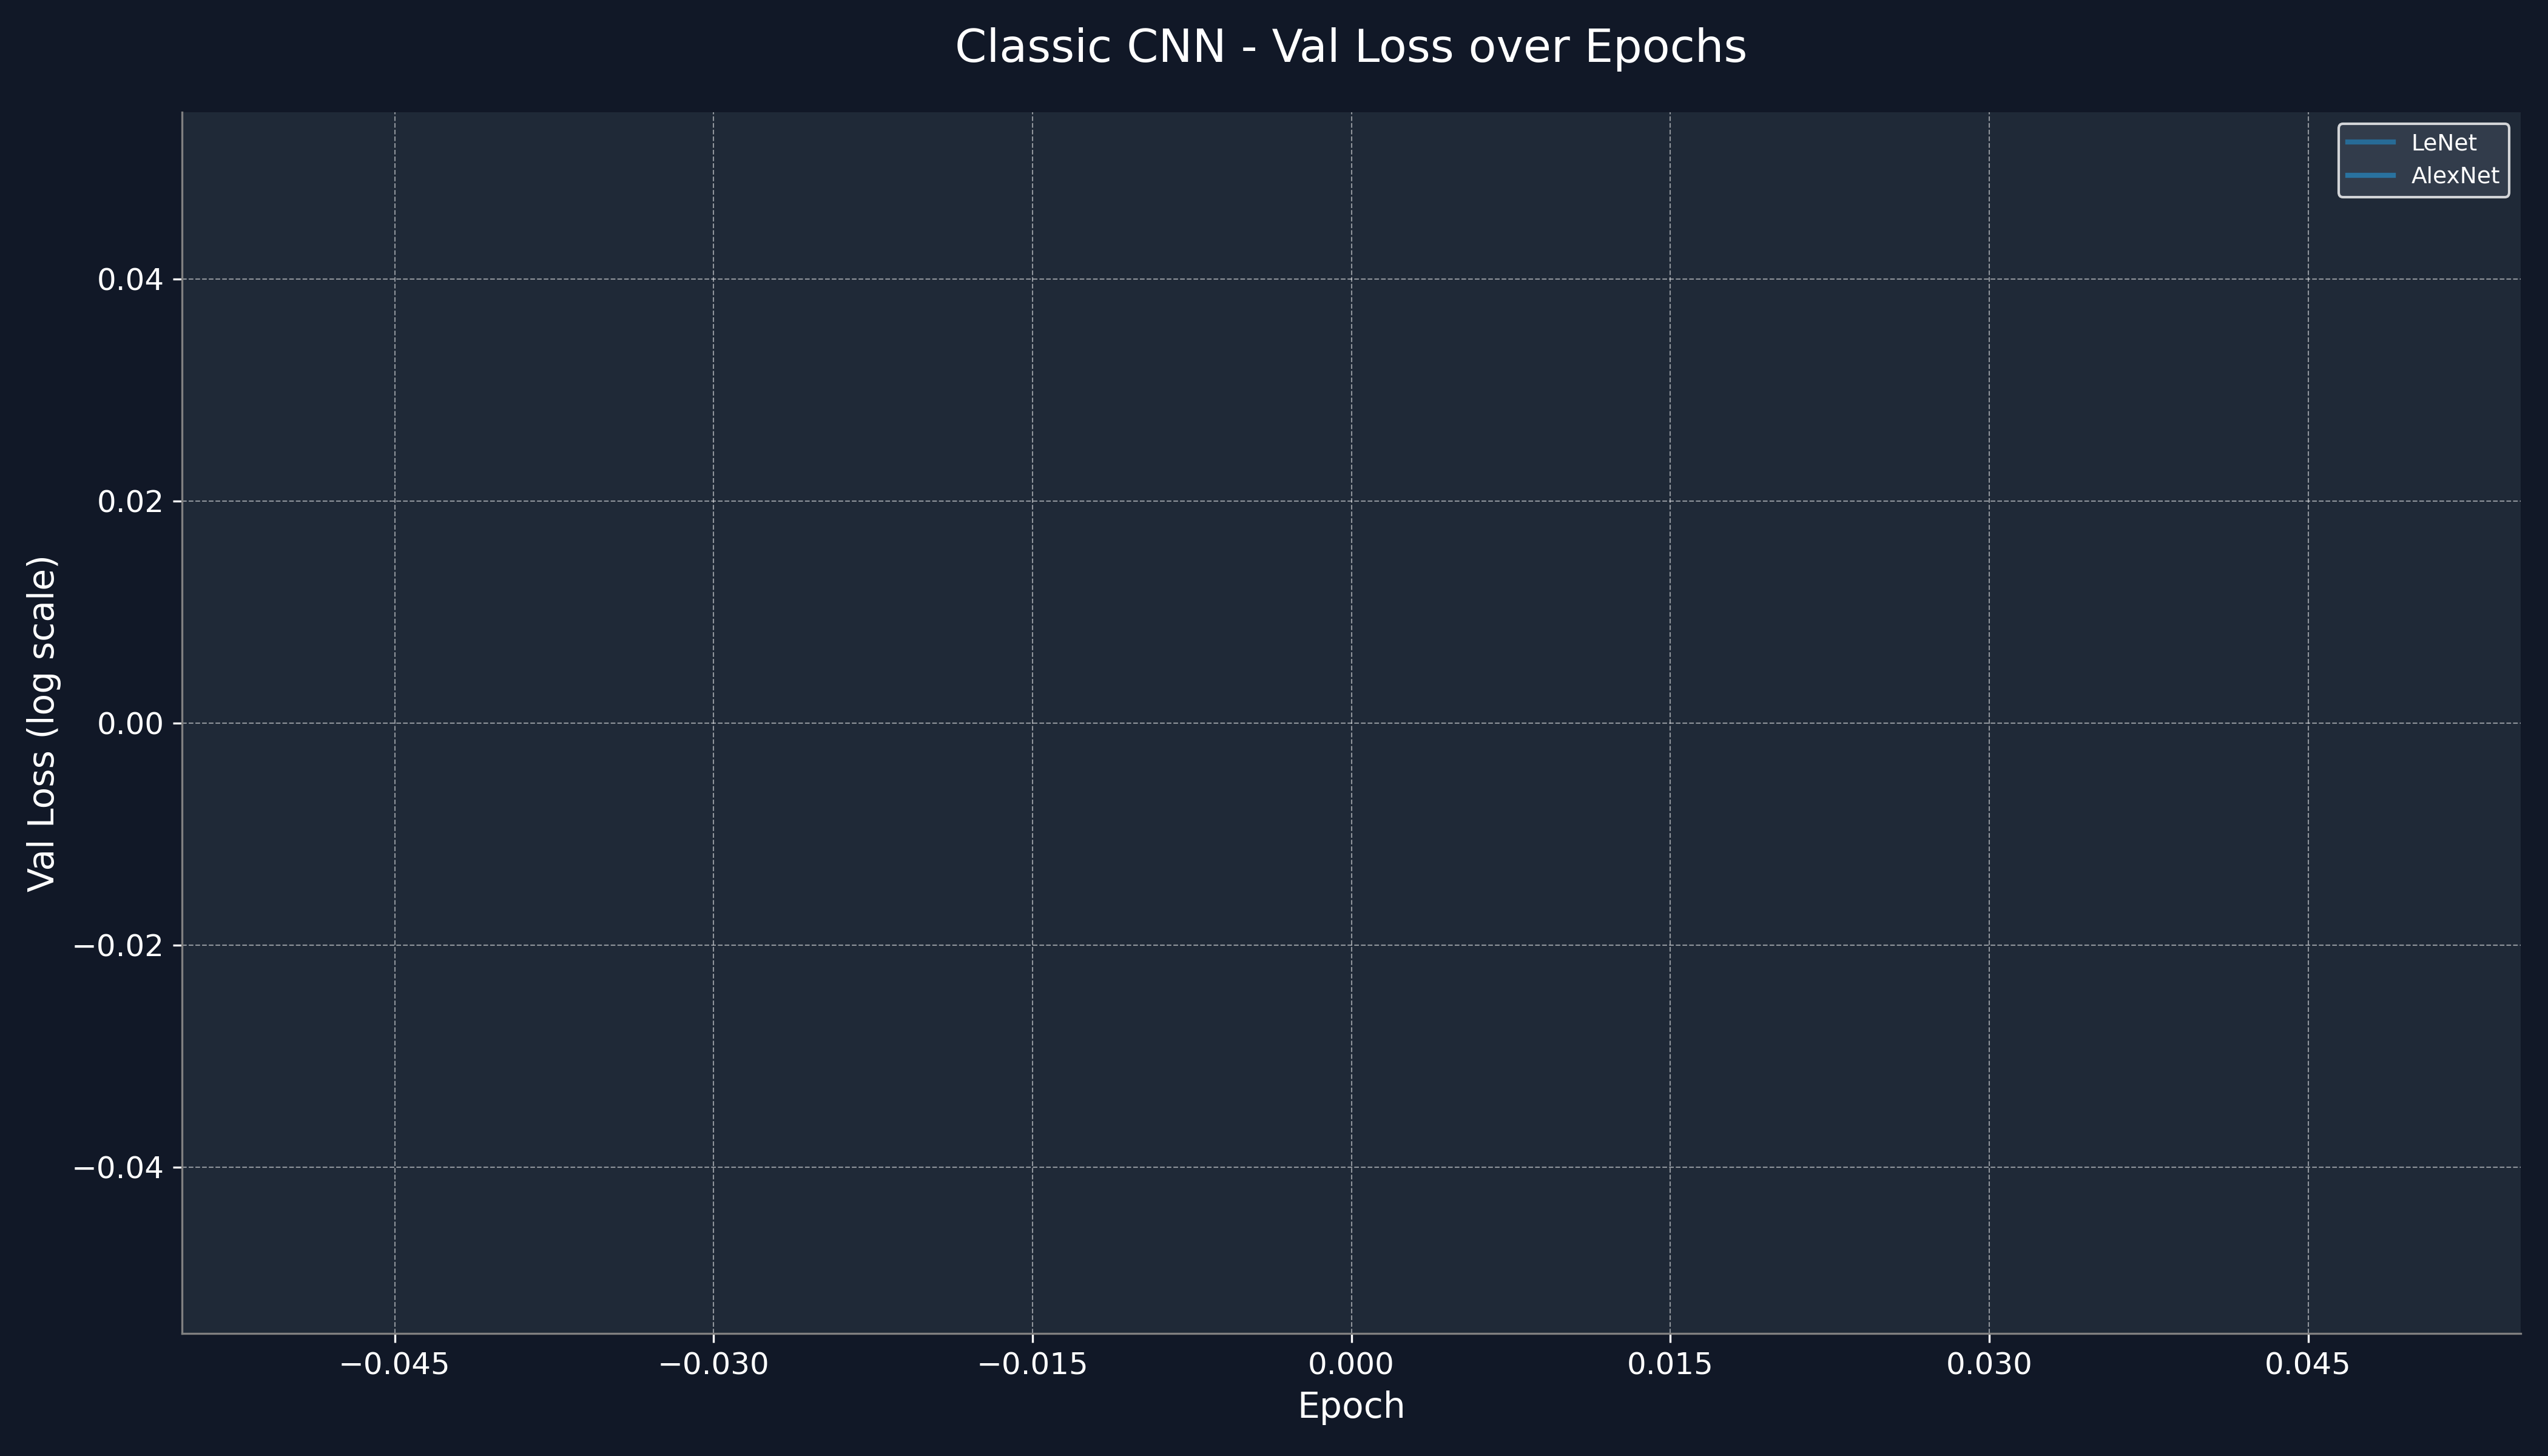 Classic CNN - Val Loss over Epochs
LeNet
AlexNet
Val Loss (log scale)
0.04
0.02
0.00
−0.02
−0.04
−0.045
−0.030
−0.015
0.000
0.015
0.030
0.045
Epoch